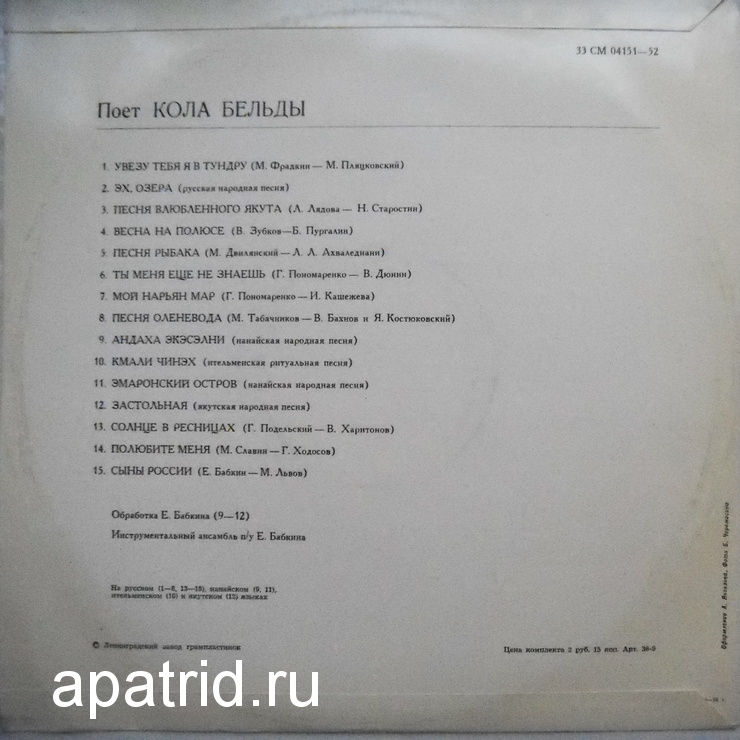 33 СМ 04151—52
Поет КОЛА БЕЛЬДЫ
1. УВЕЗУ ТЕБЯ Я В ТУНДРУ (М. Фрадкин — М. Пляцковский)
2. ЭХ, ОЗЕРА (русская народная песня)
3. ПЕСНЯ ВЛЮБЛЕННОГО ЯКУТА (Л. Лядова — Н. Старостин)
4. ВЕСНА НА ПОЛЮСЕ (В. Зубков—Б. Пургалин)
5. ПЕСНЯ РЫБАКА (М. Двилянский — Л. Л. Ахваледиани)
6. ТЫ МЕНЯ ЕЩЕ НЕ ЗНАЕШЬ (Г. Пономаренко — В. Дюнин)
7. МОЙ НАРЬЯН МАР (Г. Пономаренко — И. Кашежева)
8. ПЕСНЯ ОЛЕНЕВОДА (М. Табачников — В. Бахнов и Я. Костюковский)
9. АНДАХА ЭКЭСЭЛНИ (нанайская народная песня)
10. КМАЛИ ЧИНЭХ (ительменская ритуальная песня)
11. ЭМАРОНСКИЙ ОСТРОВ (нанайская народная песня)
12. ЗАСТОЛЬНАЯ (якутская народная песня)
13. СОЛНЦЕ В РЕСНИЦАХ (Г. Подельский — В. Харитонов)
14. ПОЛЮБИТЕ МЕНЯ (М. Славин — Г. Ходосов)
15. СЫНЫ РОССИИ (Е. Бабкин — М. Львов)
Обработка Е. Бабкина (9—12)
Инструментальный ансамбль п/у Е. Бабкина
На русском (1—8, 13—15), нанайском (9, 11),
ительменском (10) и якутском (12) языках
© Ленинградский завод грампластинок
Цена комплекта 2 руб. 15 коп. Арт. 36-5
Оформление Фото Е.
apatrid.ru